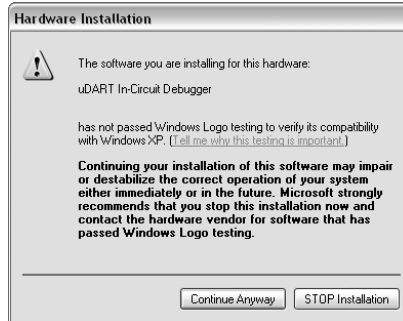 Hardware Installation
The software you are installing for this hardware:
uDART In-Circuit Debugger
has not passed Windows Logo testing to verify its compatibility
with Windows XP. (Tell me why this testing is important.)
Continuing your installation of this software may impair
or destabilize the correct operation of your system
either immediately or in the future. Microsoft strongly
recommends that you stop this installation now and
contact the hardware vendor for software that has
passed Windows Logo testing.
Continue Anyway STOP Installation